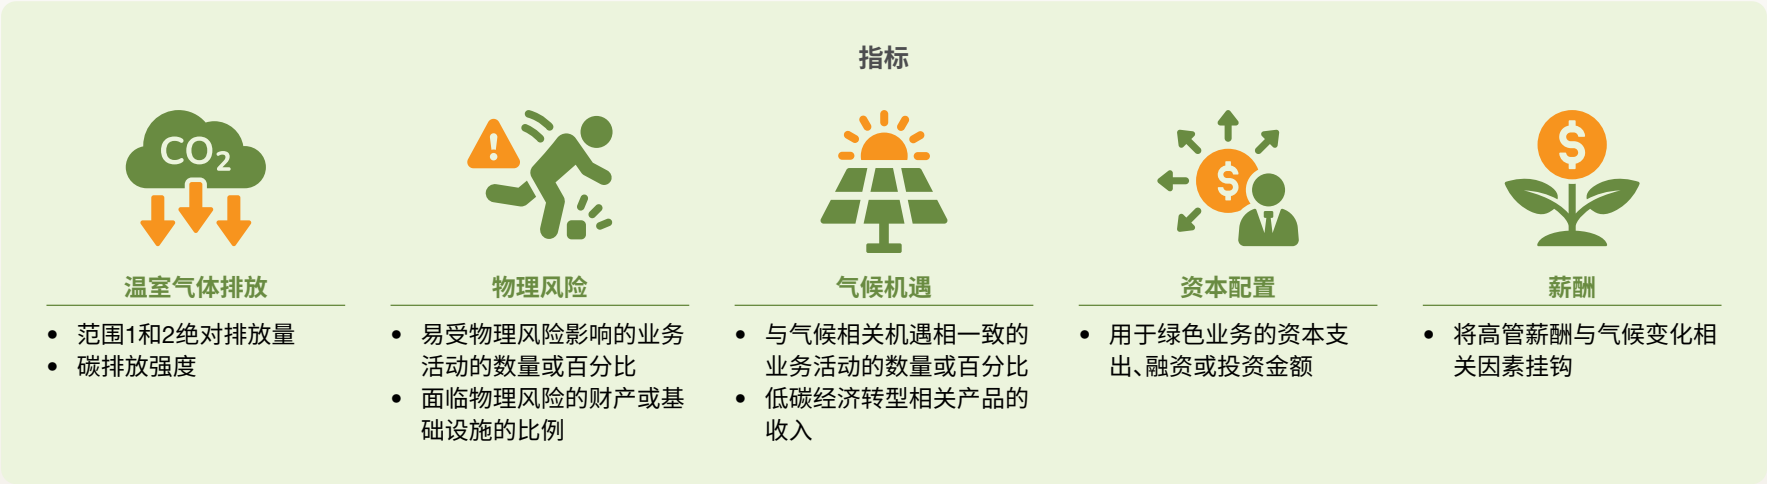 指标
CO2
温室气体排放
• 范围1和2绝对排放量
• 碳排放强度
物理风险
• 易受物理风险影响的业务
活动的数量或百分比
• 面临物理风险的财产或基
础设施的比例
气候机遇
• 与气候相关机遇相一致的
业务活动的数量或百分比
• 低碳经济转型相关产品的
收入
$
资本配置
• 用于绿色业务的资本支
出、融资或投资金额
$
薪酬
• 将高管薪酬与气候变化相
关因素挂钩